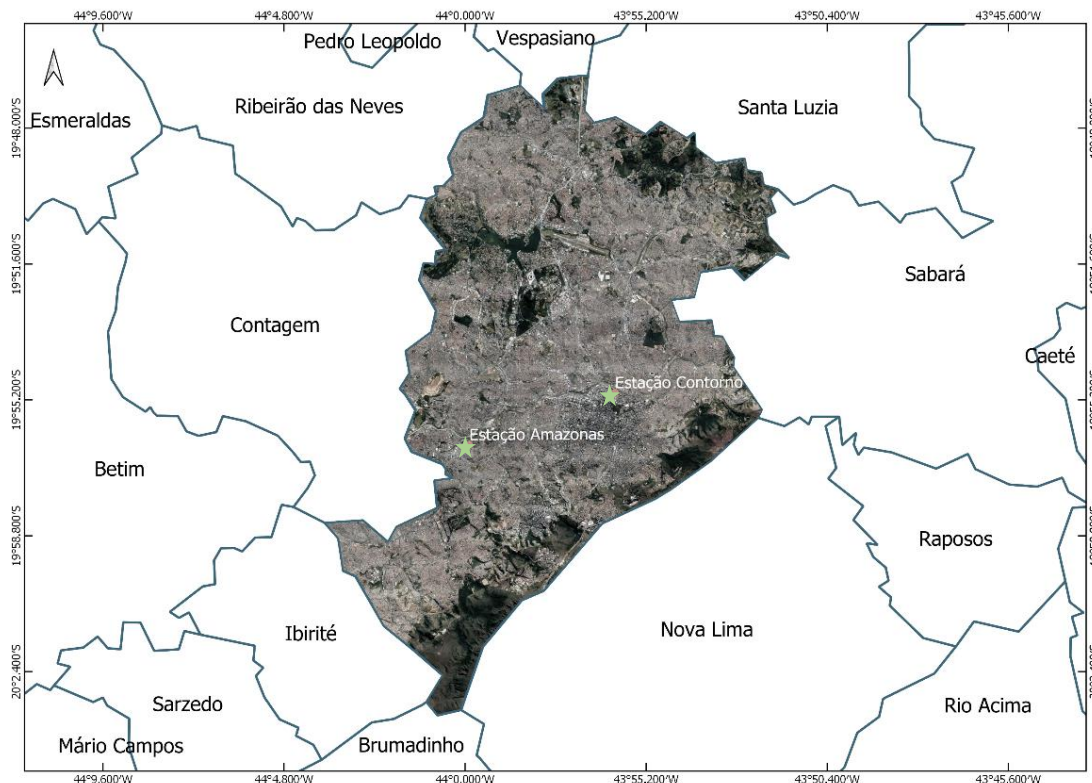 44°9.600'W 44°4.800'W 44°0.000'W 43°55.200'W 43°50.400'W 43°45.600'W
Pedro Leopoldo
Vespasiano
Ribeirão das Neves
Santa Luzia
Esmeraldas
19°48.000'S
19°51.600'S
Sabará
Contagem
Caeté
Estação Contorno
19°55.200'S
Estação Amazonas
Betim
19°58.800'S
Raposos
Ibirité
Nova Lima
20°2.400'S
Sarzedo
Rio Acima
Mário Campos
Brumadinho
44°9.600'W 44°4.800'W 44°0.000'W 43°55.200'W 43°50.400'W 43°45.600'W